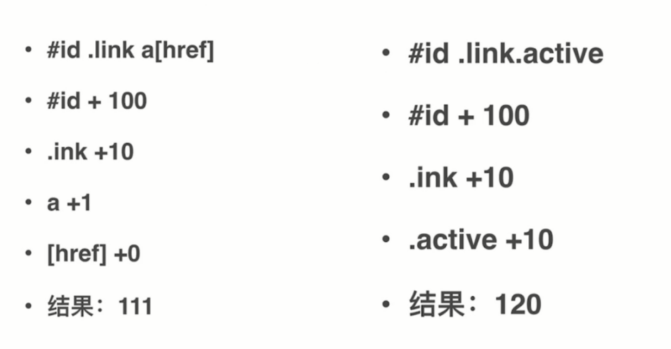 • #id .link a[href]
• #id + 100
• .ink +10
• a +1
• [href] +0
• 结果：111
• #id .link.active
• #id + 100
• .ink +10
• .active +10
• 结果：120